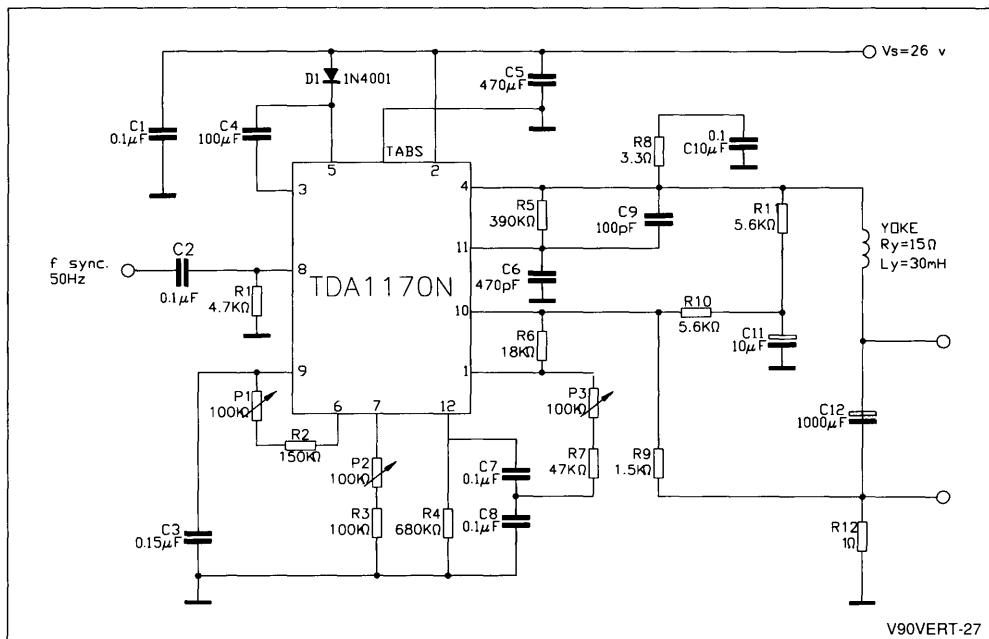 Vs=26 v
D1
1N4001
C5
470µF
C1
0.1µF
C4
100µF
TABS
5
2
R8
3.3Ω
0.1
C10µF
3
4
R5
390KΩ
C9
100pF
R11
5.6KΩ
YOKE
Ry=15Ω
Ly=30mH
11
f sync.
50Hz
C2
0.1µF
8
R1
4.7KΩ
TDA1170N
C6
470pF
10
R10
5.6KΩ
R6
18KΩ
C11
10µF
9
1
P1
100KΩ
6
7
12
P3
100KΩ
C12
1000µF
R2
150KΩ
P2
100KΩ
C7
0.1µF
R7
47KΩ
R9
1.5KΩ
C3
0.15µF
R3
100KΩ
R4
680KΩ
C8
0.1µF
R12
1Ω
V90VERT-27